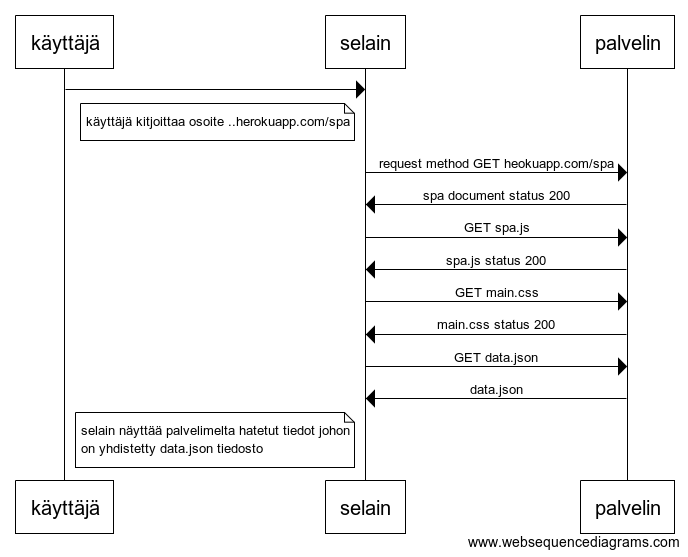 käyttäjä
selain
palvelin
käyttäjä kitjoittaa osoite ..herokuapp.com/spa
request method GET heokuapp.com/spa
spa document status 200
GET spa.js
spa.js status 200
GET main.css
main.css status 200
GET data.json
data.json
selain näyttää palvelimelta hatetut tiedot johon
on yhdistetty data.json tiedosto
käyttäjä
selain
palvelin
www.websequencediagrams.com